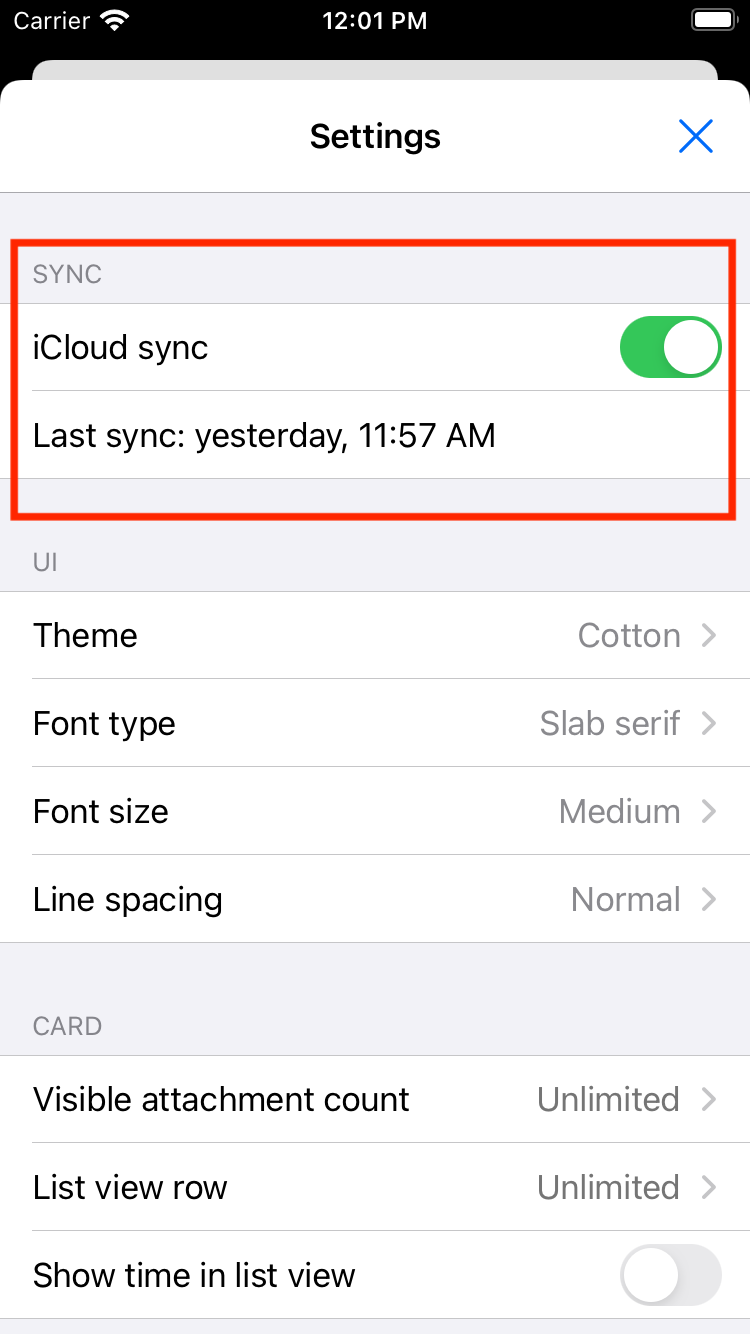 Carrier 12:01 PM
Settings
SYNC
iCloud sync
Last sync: yesterday, 11:57 AM
UI
Theme Cotton
Font type Slab serif
Font size Medium
Line spacing Normal
CARD
Visible attachment count Unlimited
List view row Unlimited
Show time in list view